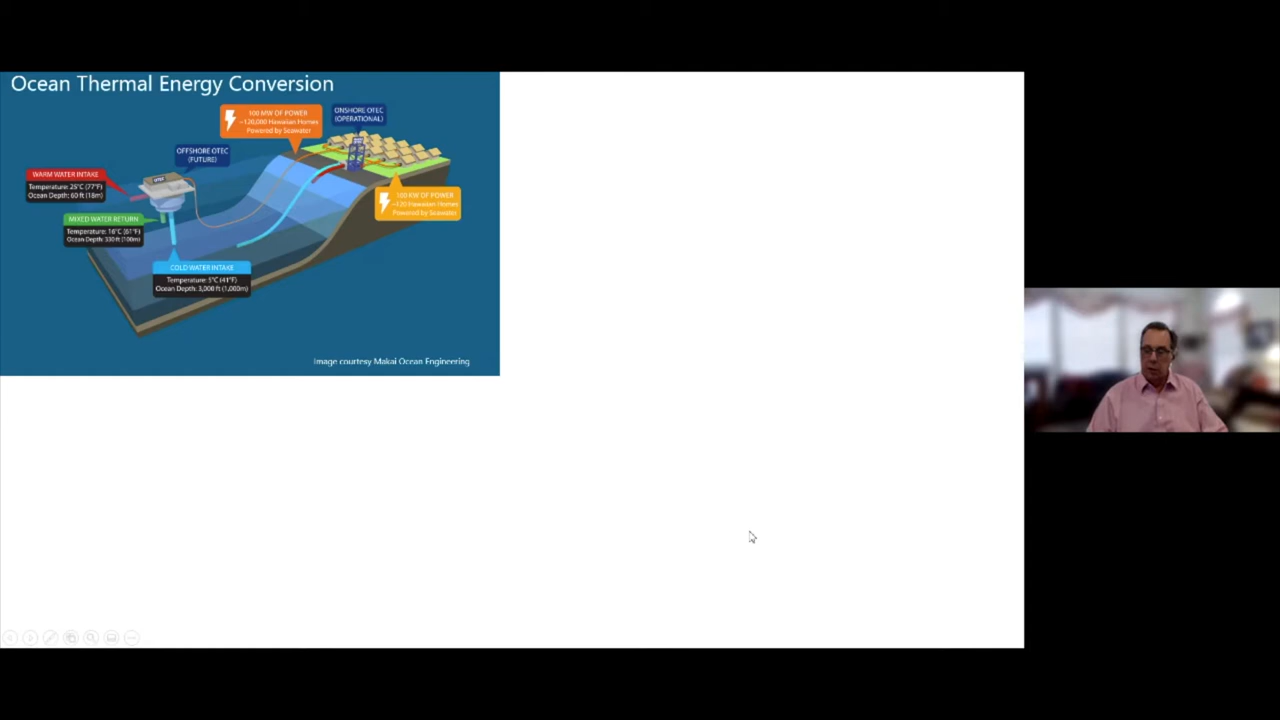 Ocean Thermal Energy Conversion
100 MW OF POWER
~120,000 Hawaiian Homes
Powered by Seawater
ONSHORE OTEC
(OPERATIONAL)
OFFSHORE OTEC
(FUTURE)
WARM WATER INTAKE
Temperature: 25°C (77°F)
Ocean Depth: 60 ft (18m)
OTEC
100 KW OF POWER
~120 Hawaiian Homes
Powered by Seawater
MIXED WATER RETURN
Temperature: 16°C (61°F)
Ocean Depth: 330 ft (100m)
COLD WATER INTAKE
Temperature: 5°C (41°F)
Ocean Depth: 3,000 ft (1,000m)
Image courtesy Makai Ocean Engineering